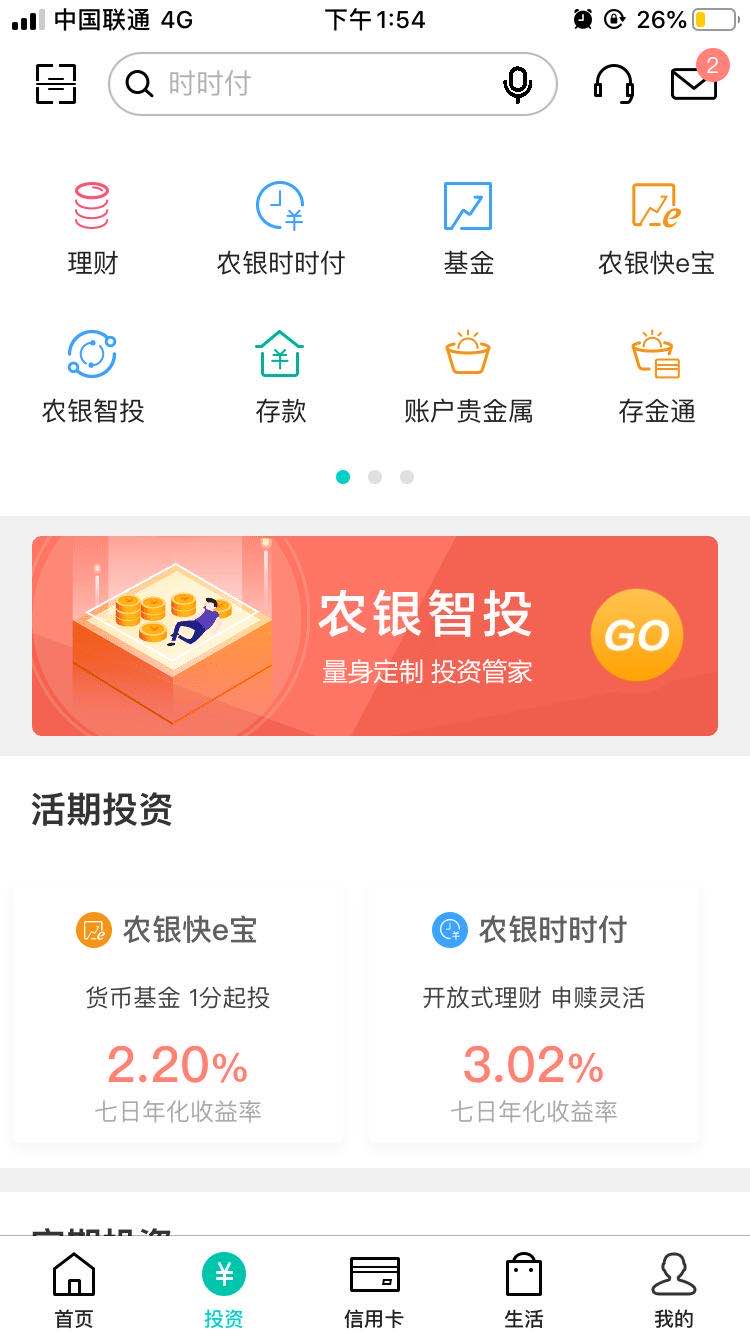 中国联通 4G 下午1:54 26%
时时付 2
理财 农银时时付 基金 农银快e宝
农银智投 存款 账户贵金属 存金通
农银智投
GO
量身定制 投资管家
活期投资
农银快e宝 农银时时付
货币基金 1分起投 开放式理财 申赎灵活
2.20% 3.02%
七日年化收益率 七日年化收益率
定期投资
首页 投资 信用卡 生活 我的